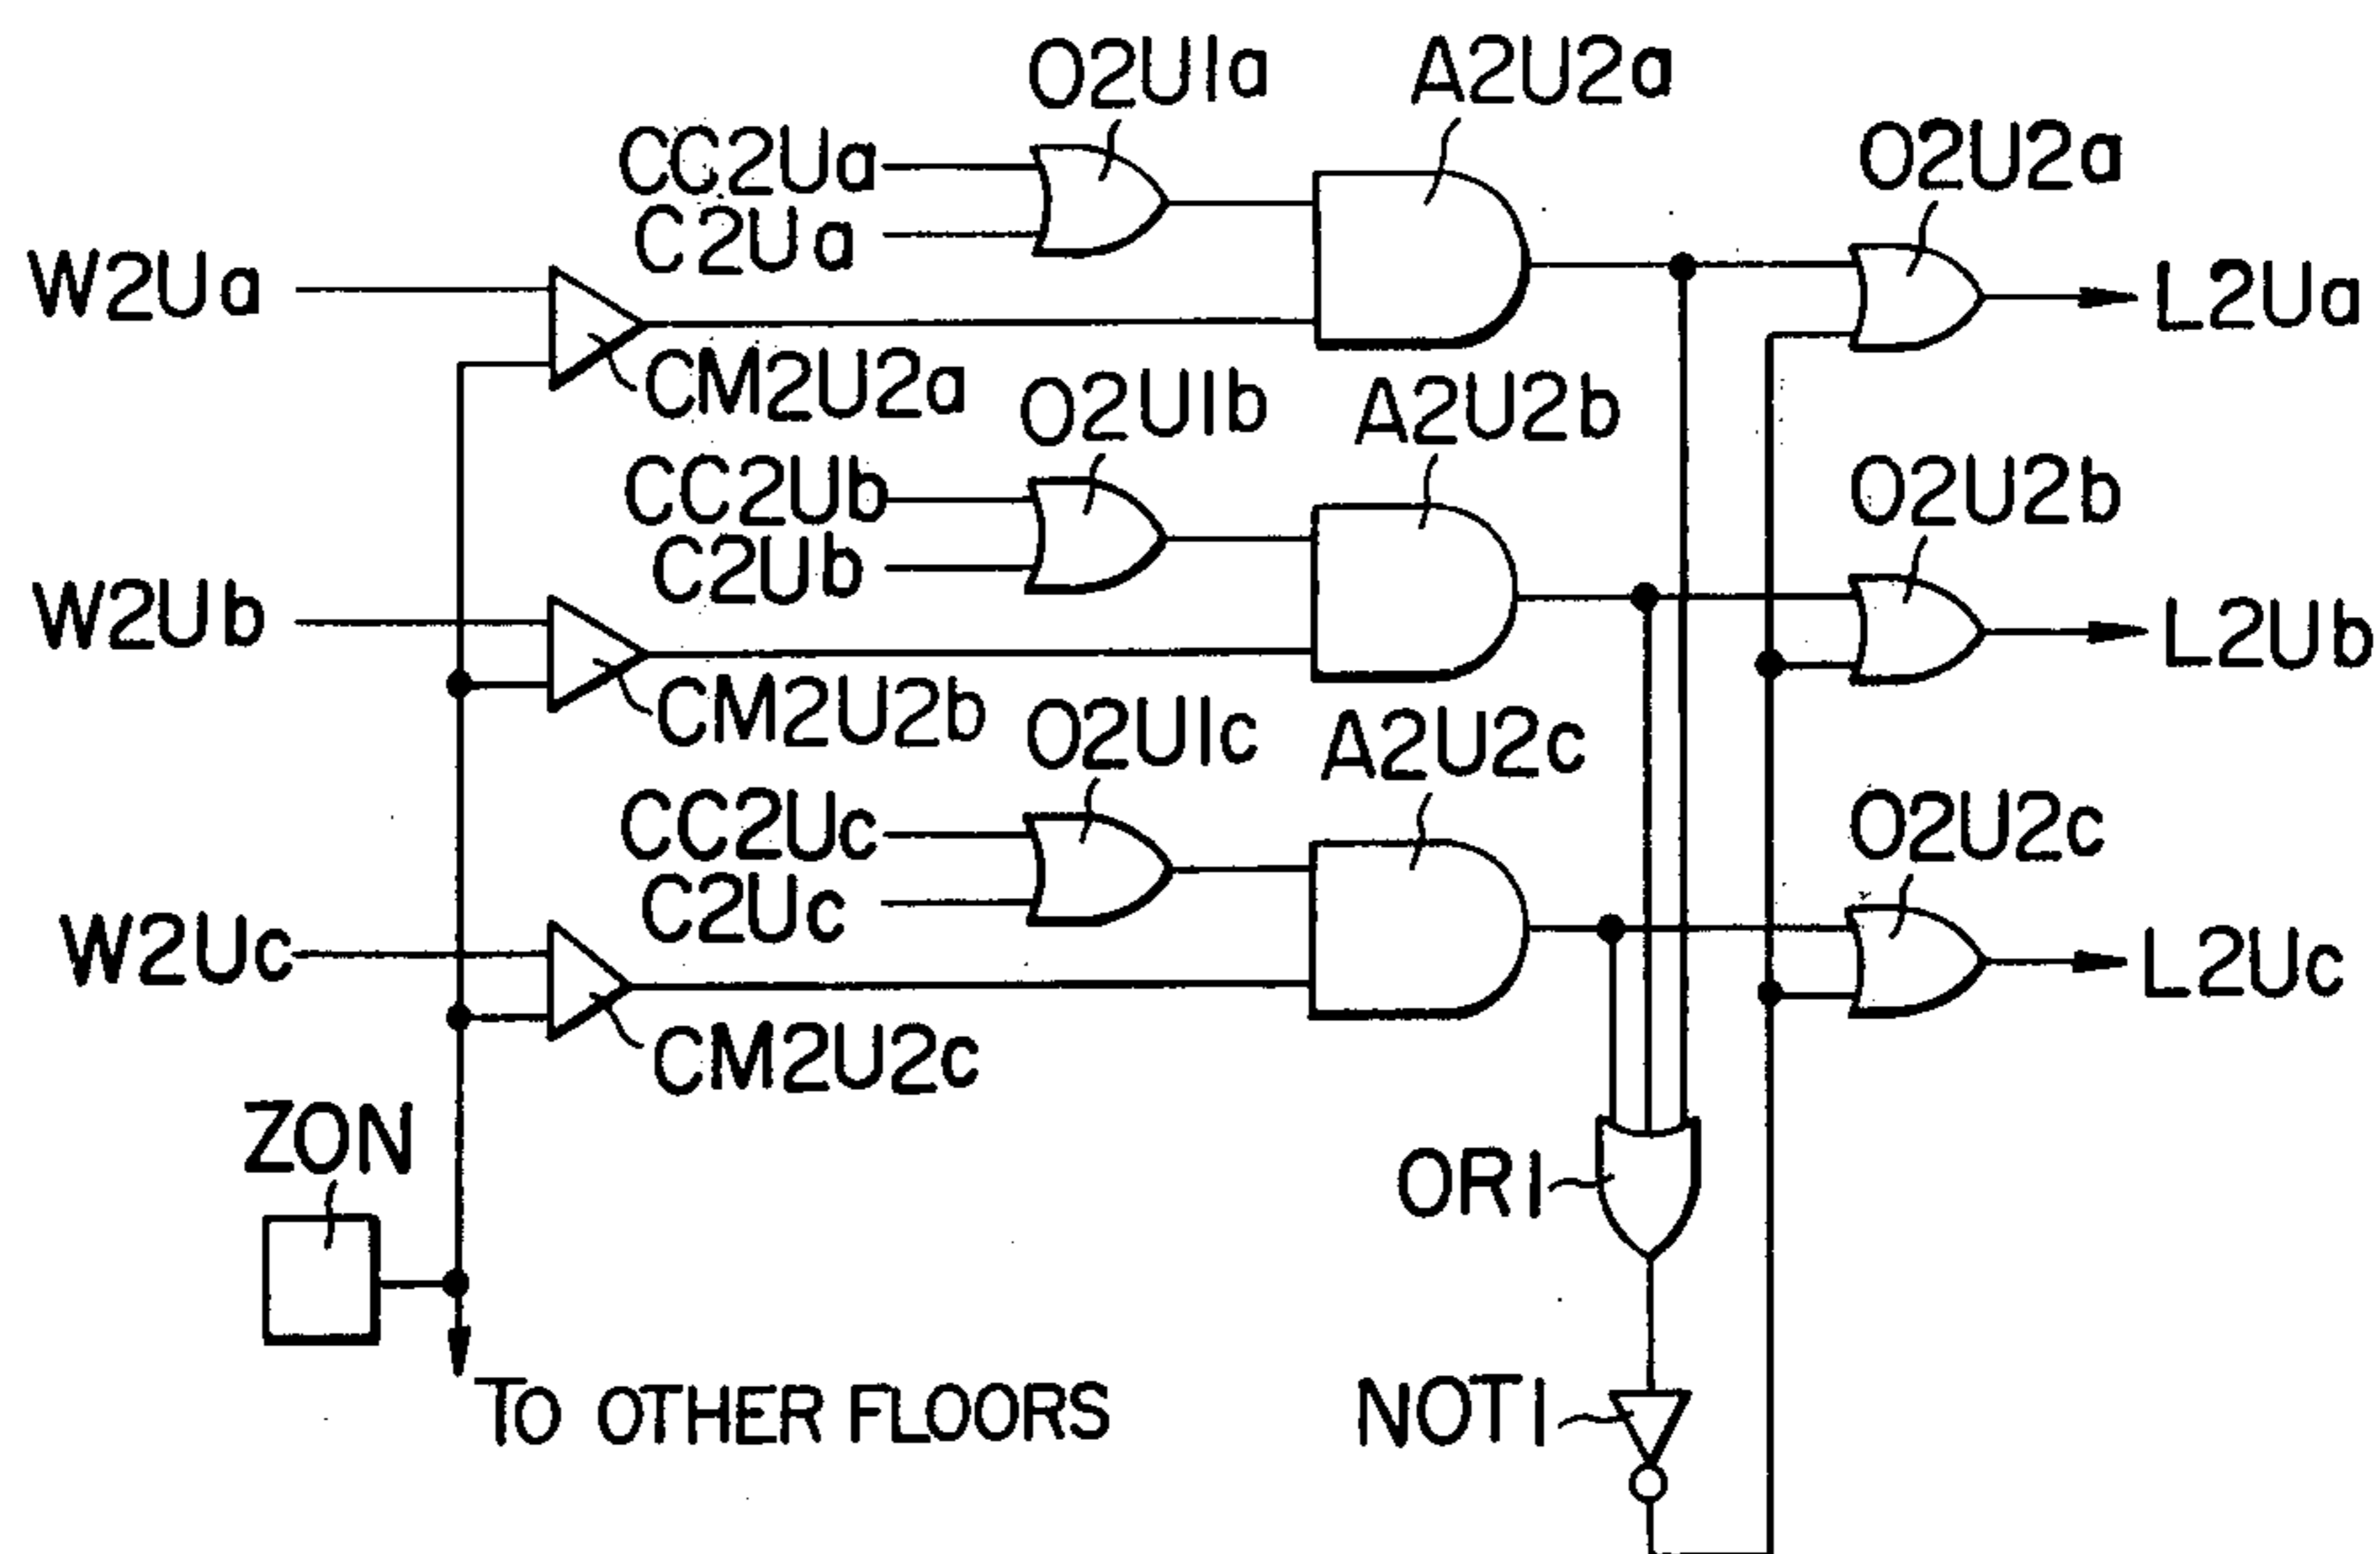 O2U1a
A2U2a
O2U2a
CC2Ua
C2Ua
W2Ua
L2Ua
CM2U2a
O2U1b
A2U2b
O2U2b
CC2Ub
C2Ub
W2Ub
L2Ub
CM2U2b
O2U1c
A2U2c
O2U2c
CC2Uc
C2Uc
W2Uc
L2Uc
CM2U2c
ZON
OR1
TO OTHER FLOORS
NOT1